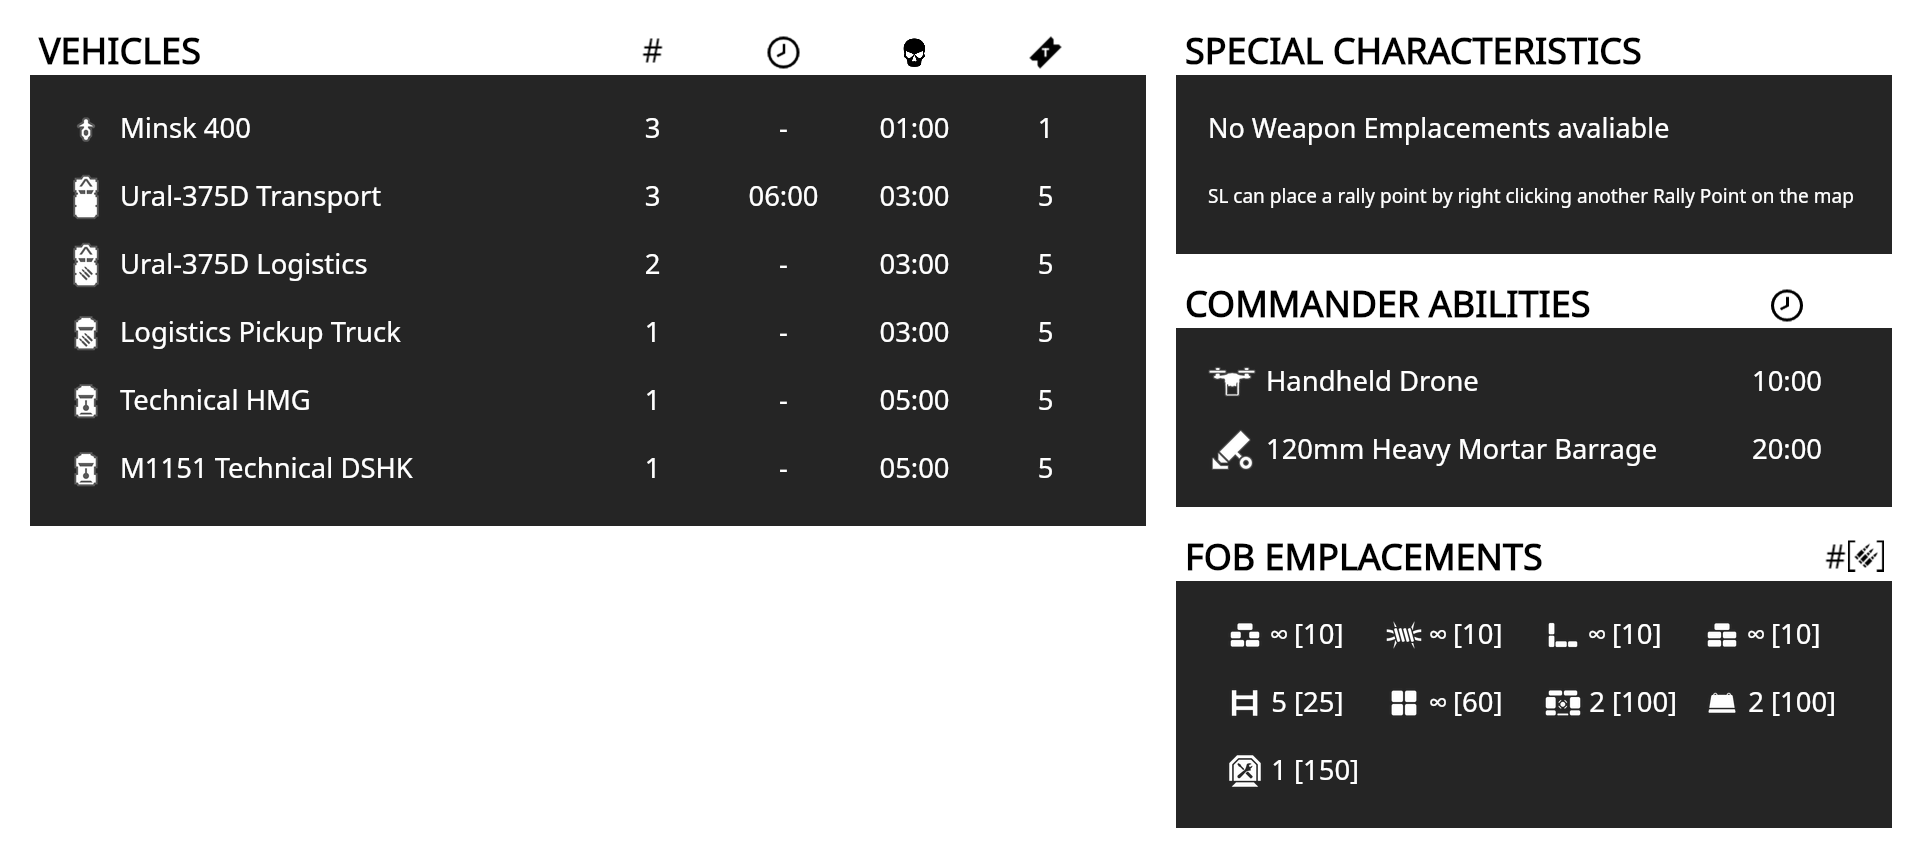 VEHICLES #
Minsk 400 3 - 01:00 1
Ural-375D Transport 3 06:00 03:00 5
Ural-375D Logistics 2 - 03:00 5
Logistics Pickup Truck 1 - 03:00 5
Technical HMG 1 - 05:00 5
M1151 Technical DSHK 1 - 05:00 5
SPECIAL CHARACTERISTICS
No Weapon Emplacements avaliable
SL can place a rally point by right clicking another Rally Point on the map
COMMANDER ABILITIES
Handheld Drone 10:00
120mm Heavy Mortar Barrage 20:00
FOB EMPLACEMENTS #[]
∞ [10] ∞ [10] ∞ [10] ∞ [10]
5 [25] ∞ [60] 2 [100] 2 [100]
1 [150]